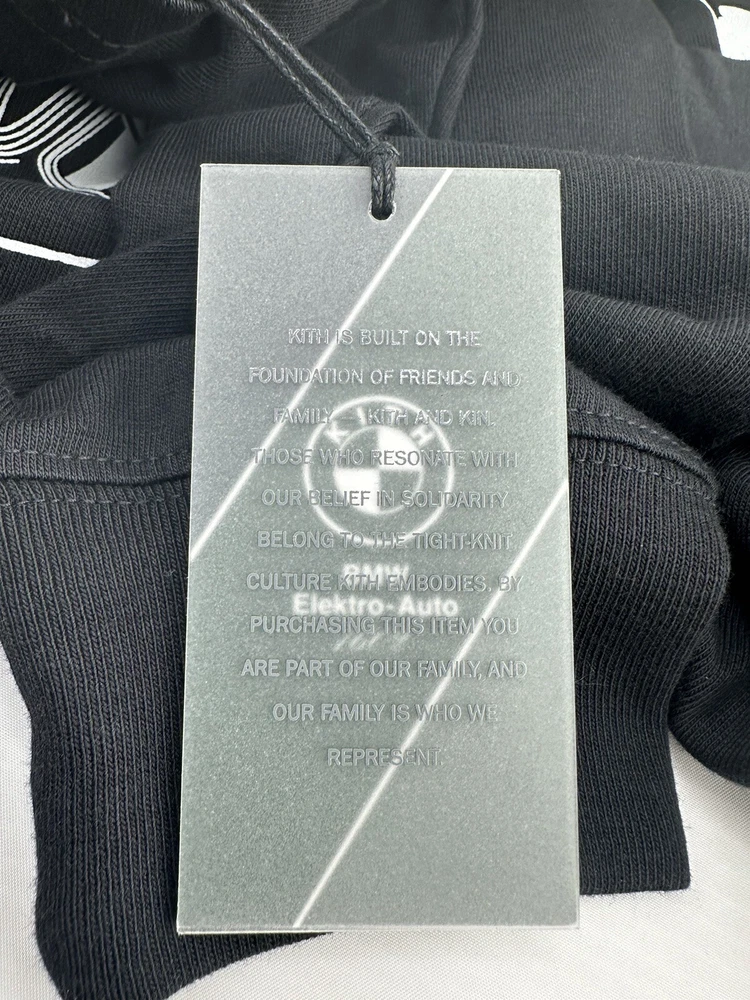 KITH IS BUILT ON THE
FOUNDATION OF FRIENDS AND
FAMILY — KITH AND KIN.
KITH
THOSE WHO RESONATE WITH
OUR BELIEF IN SOLIDARITY
BELONG TO THE TIGHT-KNIT
BMW
CULTURE KITH EMBODIES, BY
Elektro-Auto
PURCHASING THIS ITEM YOU
ARE PART OF OUR FAMILY, AND
OUR FAMILY IS WHO WE
REPRESENT.